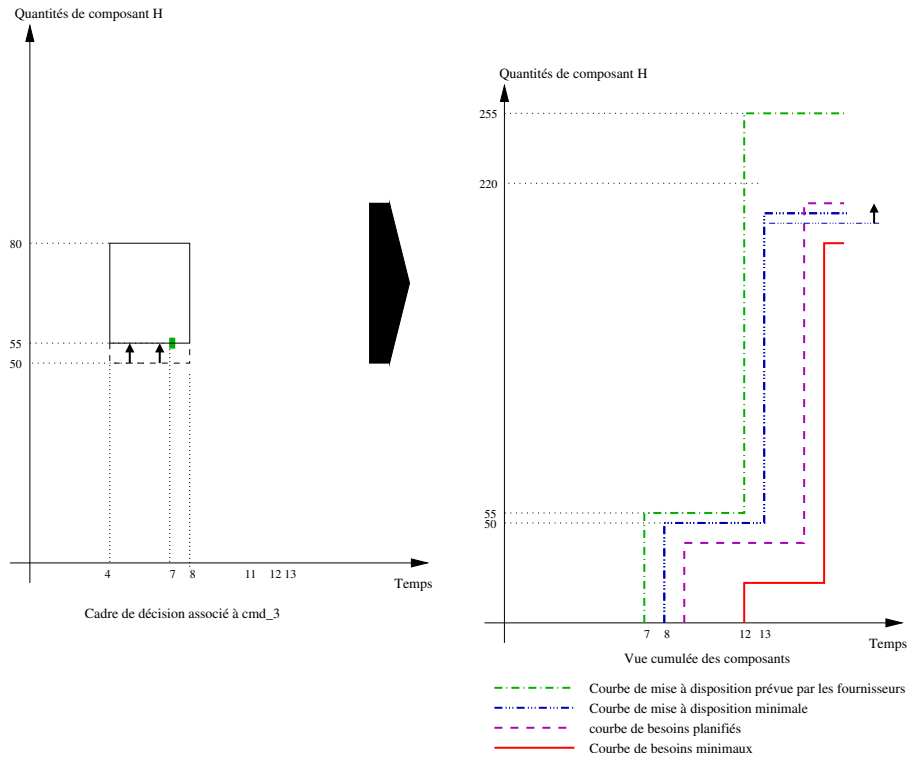 Quantités de composant H
80
55
50
4
7
8
11
12
13
Temps
Cadre de décision associé à cmd_3
Quantités de composant H
255
220
55
50
7
8
12
13
Temps
Vue cumulée des composants
Courbe de mise à disposition prévue par les fournisseurs
Courbe de mise à disposition minimale
courbe de besoins planifiés
Courbe de besoins minimaux